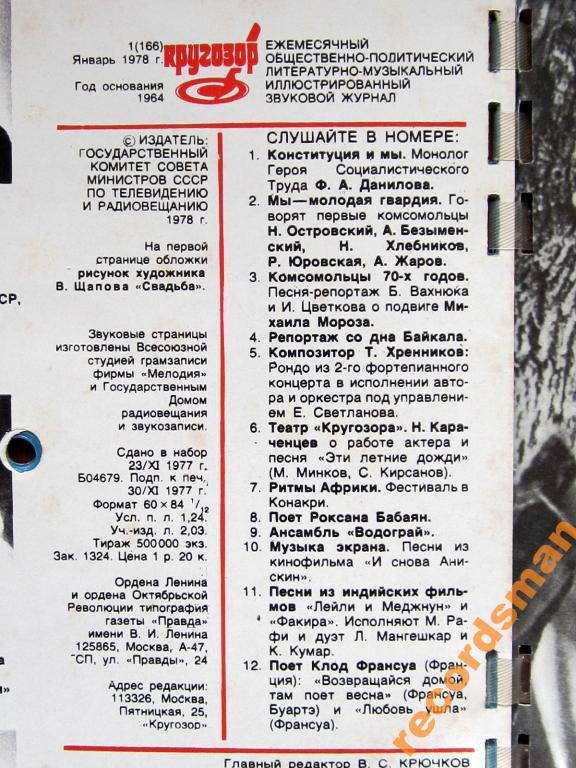 1(166)
Январь 1978 г.
Год основания
1964
кругозор
ЕЖЕМЕСЯЧНЫЙ
ОБЩЕСТВЕННО-ПОЛИТИЧЕСКИЙ
ЛИТЕРАТУРНО-МУЗЫКАЛЬНЫЙ
ИЛЛЮСТРИРОВАННЫЙ
ЗВУКОВОЙ ЖУРНАЛ
© ИЗДАТЕЛЬ:
ГОСУДАРСТВЕННЫЙ
КОМИТЕТ СОВЕТА
МИНИСТРОВ СССР
ПО ТЕЛЕВИДЕНИЮ
И РАДИОВЕЩАНИЮ
1978 г.
На первой
странице обложки
рисунок художника
В. Щапова «Свадьба».
Звуковые страницы
изготовлены Всесоюзной
студией грамзаписи
фирмы «Мелодия»
и Государственным
Домом
радиовещания
и звукозаписи.
Сдано в набор
23/XI 1977 г.
Б04679. Подп. к печ.
30/XI 1977 г.
Формат 60×84 1/12
Усл. п. л. 1,24.
Уч.-изд. л. 2,03.
Тираж 500 000 экз.
Зак. 1324. Цена 1 р. 20 к.
Ордена Ленина
и ордена Октябрьской
Революции типография
газеты «Правда»
имени В. И. Ленина
125865, Москва, А-47,
ГСП, ул. «Правды», 24
Адрес редакции:
113326, Москва,
Пятницкая, 25,
«Кругозор»
СЛУШАЙТЕ В НОМЕРЕ:
1. Конституция и мы. Монолог
Героя Социалистического
Труда Ф. А. Данилова.
2. Мы—молодая гвардия. Го-
ворят первые комсомольцы
Н. Островский, А. Безымен-
ский, Н. Хлебников,
Р. Юровская, А. Жаров.
3. Комсомольцы 70-х годов.
Песня-репортаж Б. Вахнюка
и И. Цветкова о подвиге Ми-
хаила Мороза.
4. Репортаж со дна Байкала.
5. Композитор Т. Хренников:
Рондо из 2-го фортепианного
концерта в исполнении авто-
ра и оркестра под управлени-
ем Е. Светланова.
6. Театр «Кругозора». Н. Кара-
ченцев о работе актера и
песня «Эти летние дожди»
(М. Минков, С. Кирсанов).
7. Ритмы Африки. Фестиваль в
Конакри.
8. Поет Роксана Бабаян.
9. Ансамбль «Водограй».
10. Музыка экрана. Песни из
кинофильма «И снова Ани-
скин».
11. Песни из индийских филь-
мов «Лейли и Меджнун» и
«Факира». Исполняют М. Ра-
фи и дуэт Л. Мангешкар и
К. Кумар.
12. Поет Клод Франсуа (Фран-
ция): «Возвращайся домой,
там поет весна» (Франсуа,
Буартэ) и «Любовь ушла»
(Франсуа).
Главный редактор В. С. КРЮЧКОВ
СР,
recordsman